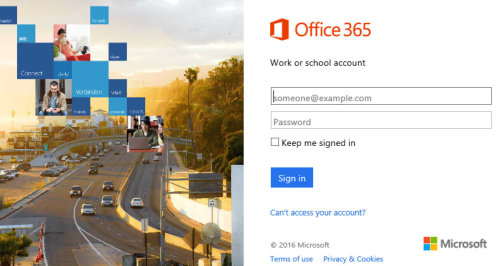 Connect
Verbinden
Office 365
Work or school account
someone@example.com
Password
Keep me signed in
Sign in
Can't access your account?
© 2016 Microsoft
Terms of use Privacy & Cookies
Microsoft